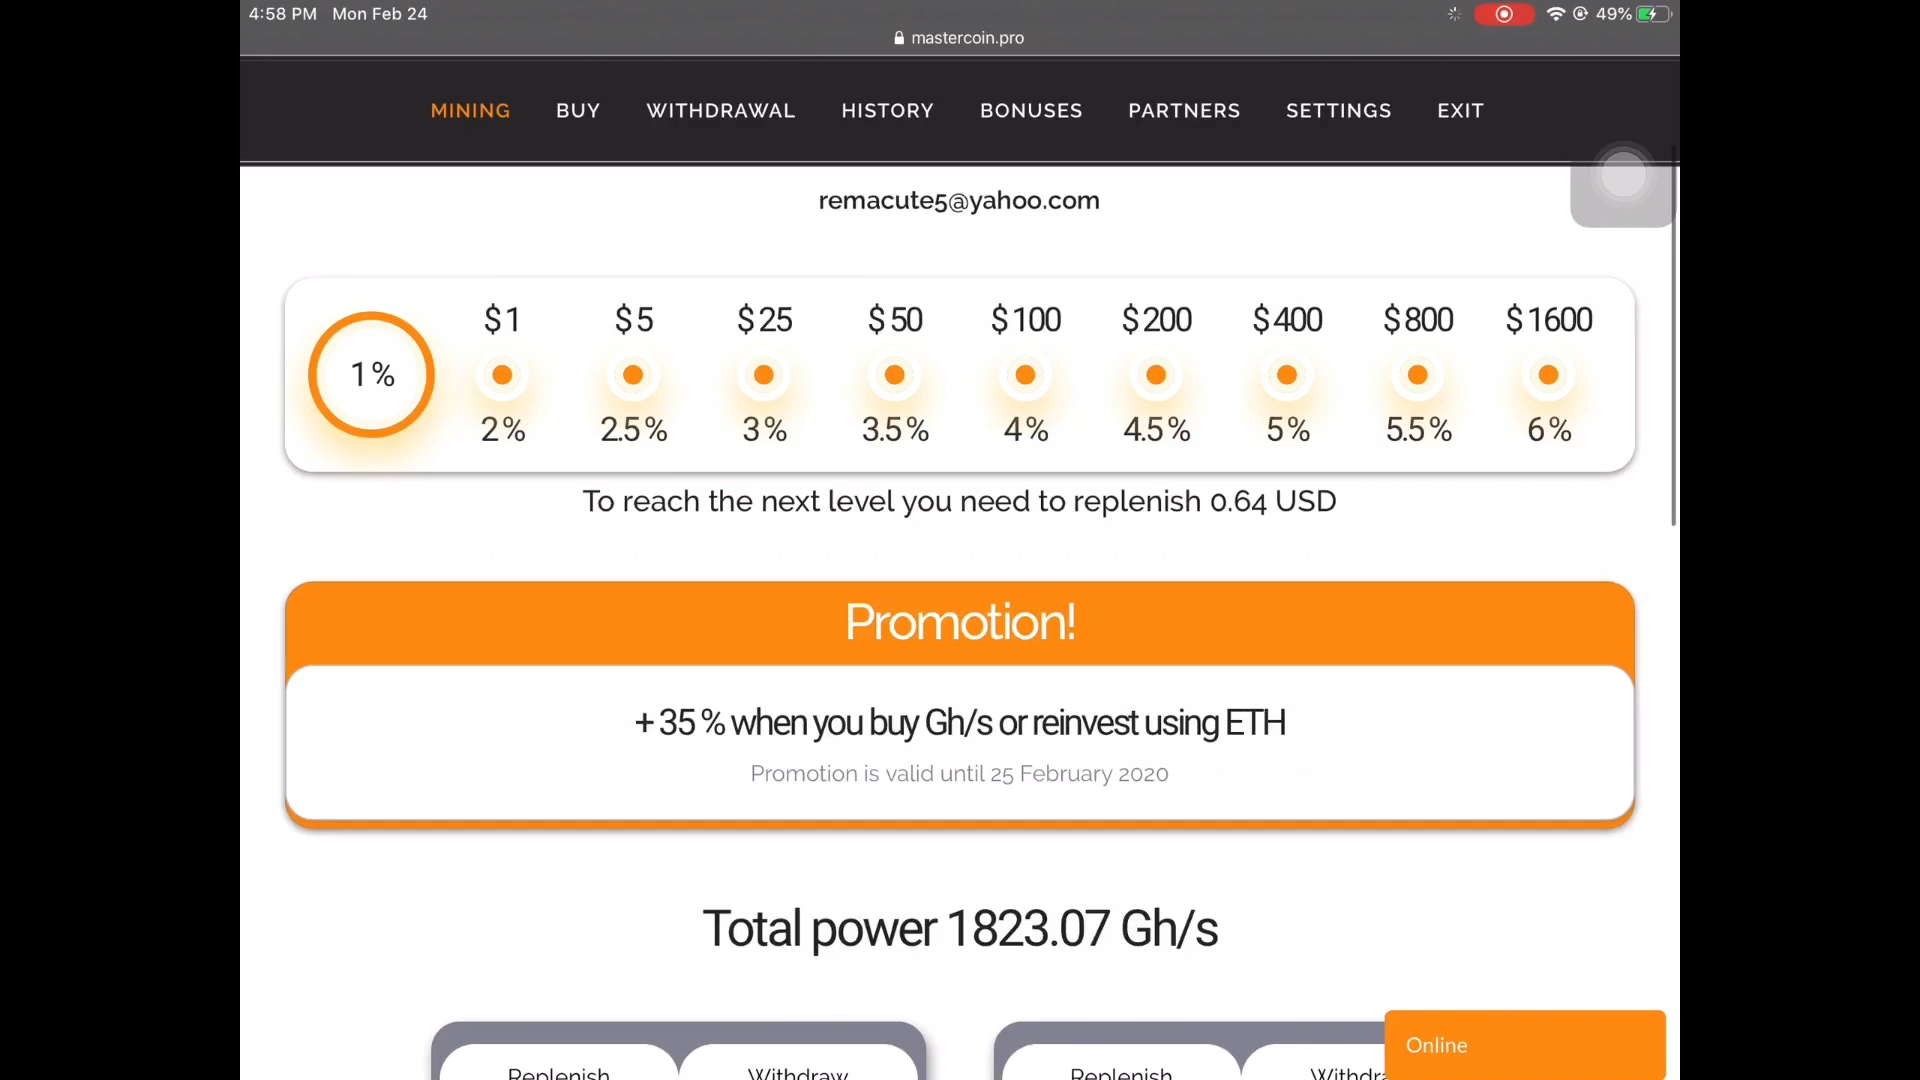 4:58 PM Mon Feb 24
49%
mastercoin.pro
MINING BUY WITHDRAWAL HISTORY BONUSES PARTNERS SETTINGS EXIT
remacute5@yahoo.com
$1 $5 $25 $50 $100 $200 $400 $800 $1600
1%
2% 2.5% 3% 3.5% 4% 4.5% 5% 5.5% 6%
To reach the next level you need to replenish 0.64 USD
Promotion!
+ 35 % when you buy Gh/s or reinvest using ETH
Promotion is valid until 25 February 2020
Total power 1823.07 Gh/s
Replenish Withdraw Replenish Withdra
Online